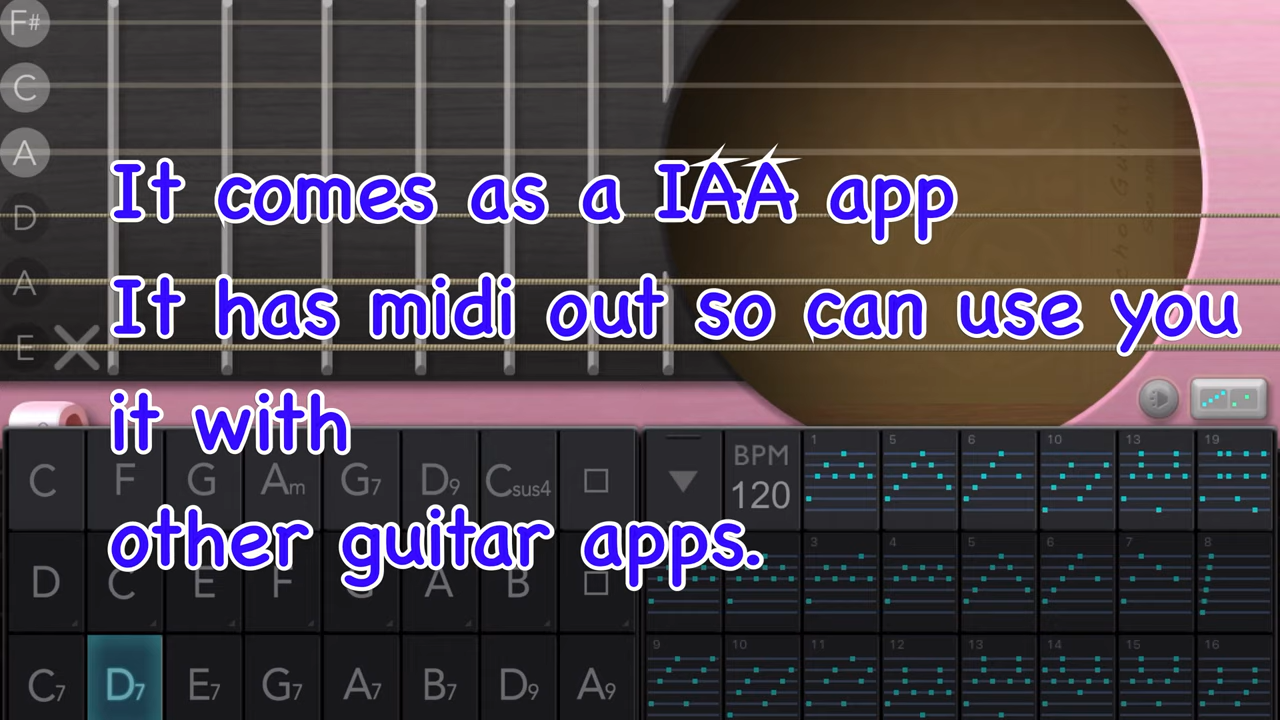 F#
C
A
It comes as a IAA app
D
A
It has midi out so can use you
E
it with
C F G Am G7 D9 Csus4
BPM
120
1 5 6 10 13 19
other guitar apps.
D C E F G A B
3 4 5 6 7 8
C7 D7 E7 G7 A7 B7 D9 A9
9 10 11 12 13 14 15 16